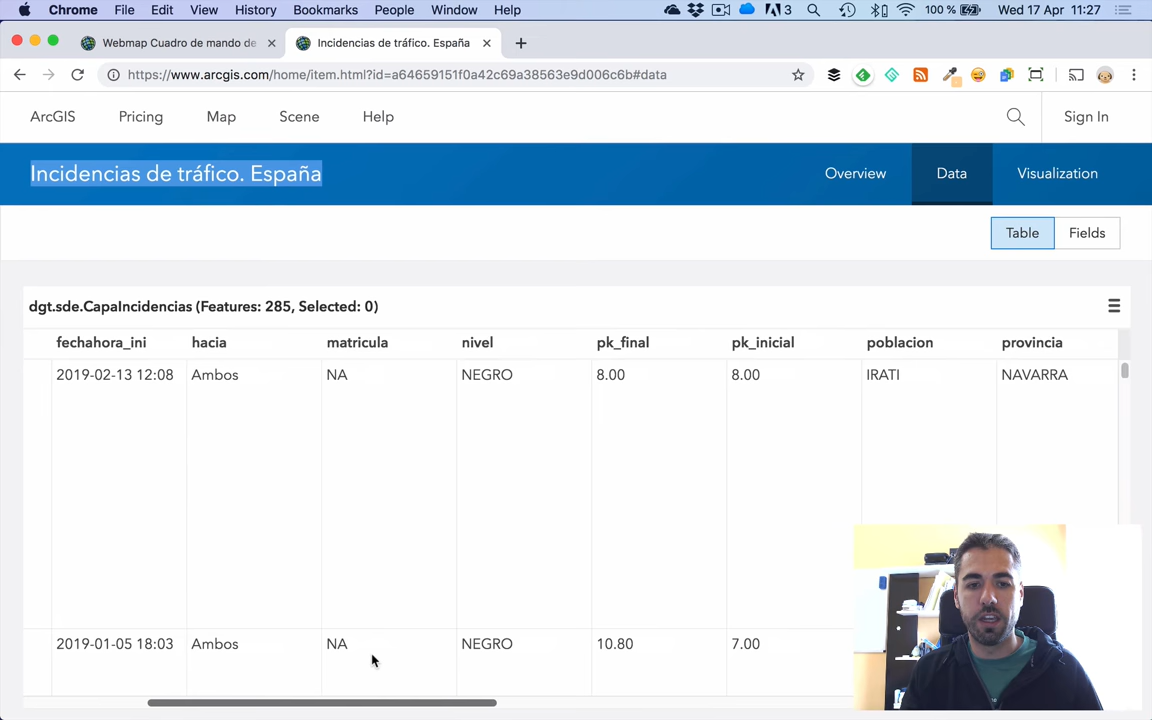 Chrome File Edit View History Bookmarks People Window Help 3 100 % Wed 17 Apr 11:27
Webmap Cuadro de mando de Incidencias de tráfico. España
https://www.arcgis.com/home/item.html?id=a64659151f0a42c69a38563e9d006c6b#data
ArcGIS Pricing Map Scene Help Sign In
Incidencias de tráfico. España Overview Data Visualization
Table Fields
dgt.sde.CapaIncidencias (Features: 285, Selected: 0)
fechahora_ini hacia matricula nivel pk_final pk_inicial poblacion provincia
2019-02-13 12:08 Ambos NA NEGRO 8.00 8.00 IRATI NAVARRA
2019-01-05 18:03 Ambos NA NEGRO 10.80 7.00